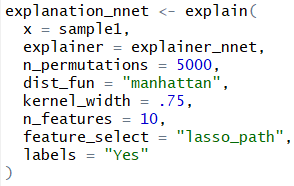 explanation_nnet <- explain(
  x = sample1,
  explainer = explainer_nnet,
  n_permutations = 5000,
  dist_fun = "manhattan",
  kernel_width = .75,
  n_features = 10,
  feature_select = "lasso_path",
  labels = "Yes"
)